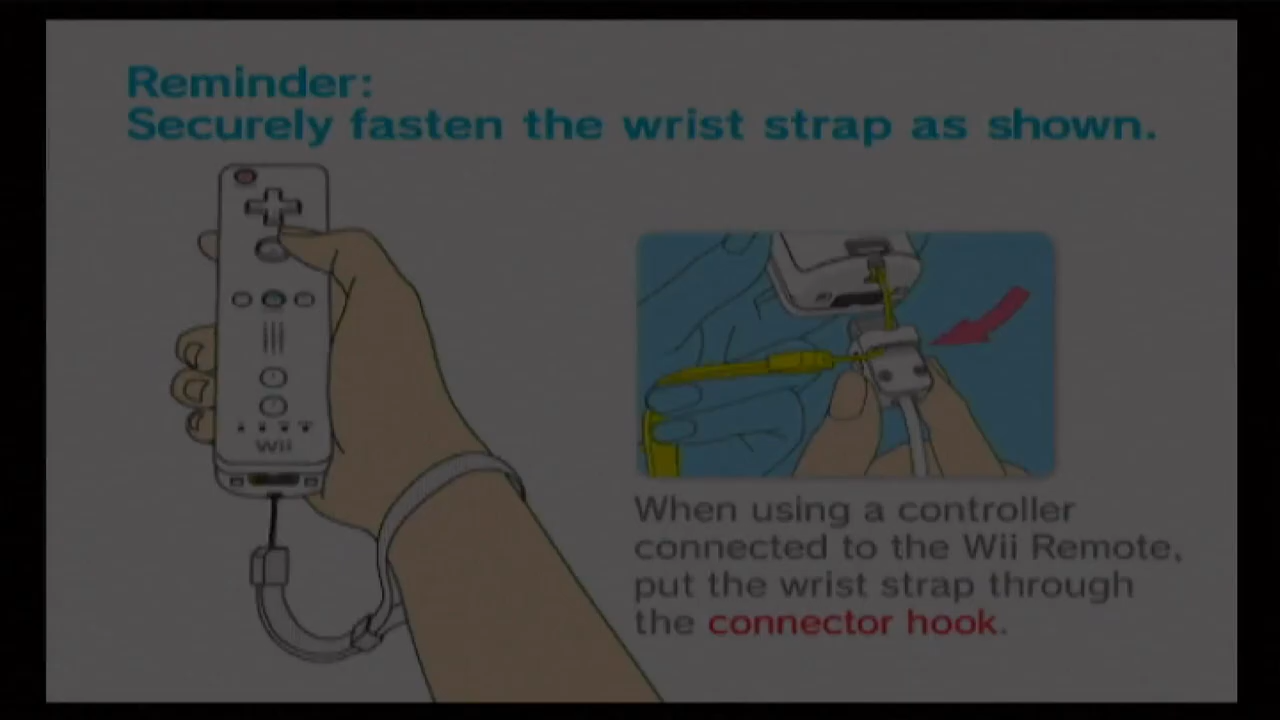 Reminder:
Securely fasten the wrist strap as shown.
Wii
When using a controller
connected to the Wii Remote,
put the wrist strap through
the connector hook.